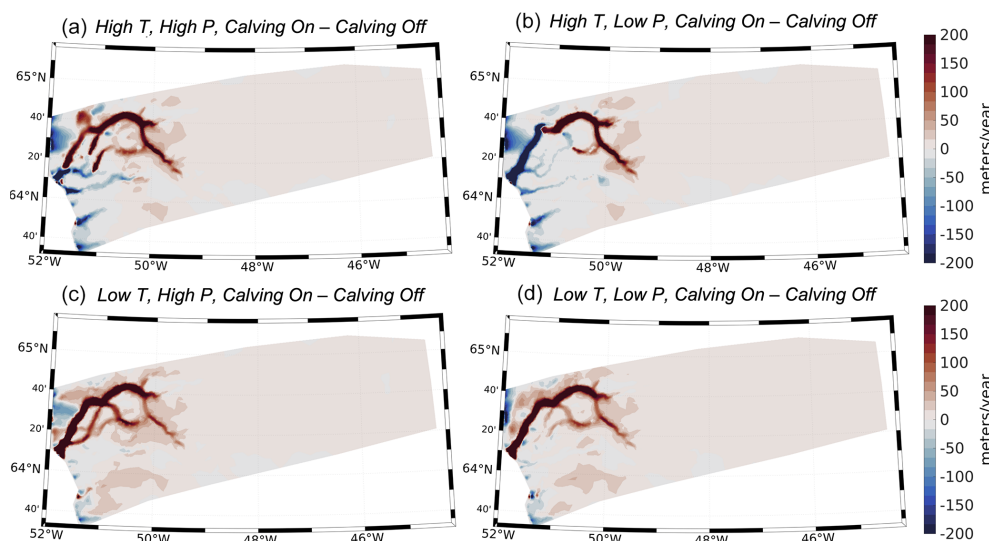 (a) High T, High P, Calving On – Calving Off
(b) High T, Low P, Calving On – Calving Off
65°N
40'
20'
64°N
40'
52°W 50°W 48°W 46°W
65°N
40'
20'
64°N
40'
52°W 50°W 48°W 46°W
200
150
100
50
0
-50
-100
-150
-200
meters/year
(c) Low T, High P, Calving On – Calving Off
(d) Low T, Low P, Calving On – Calving Off
65°N
40'
20'
64°N
40'
52°W 50°W 48°W 46°W
65°N
40'
20'
64°N
40'
52°W 50°W 48°W 46°W
200
150
100
50
0
-50
-100
-150
-200
meters/year